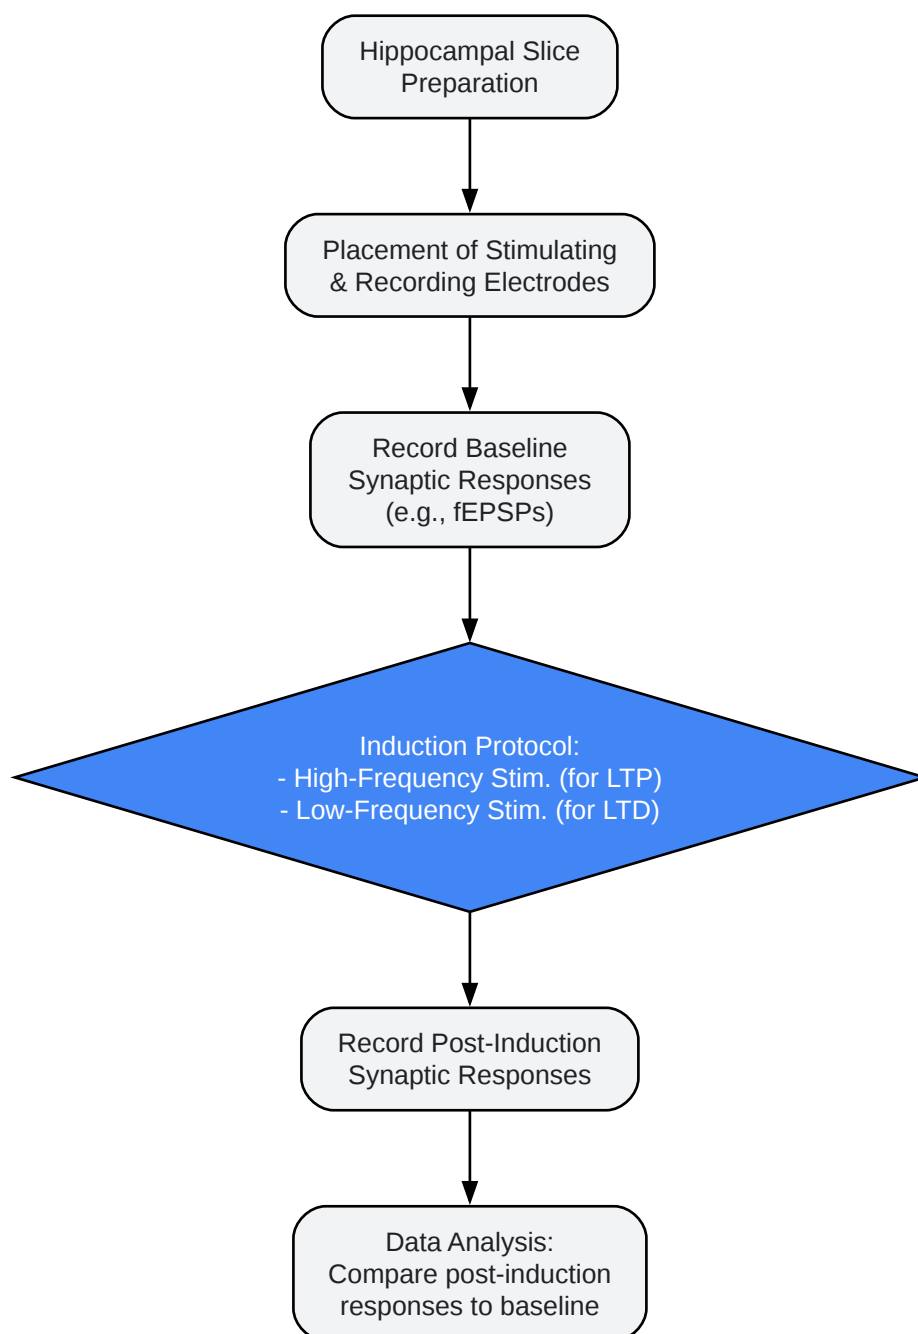 Hippocampal Slice
Preparation
Placement of Stimulating
& Recording Electrodes
Record Baseline
Synaptic Responses
(e.g., fEPSPs)
Induction Protocol:
- High-Frequency Stim. (for LTP)
- Low-Frequency Stim. (for LTD)
Record Post-Induction
Synaptic Responses
Data Analysis:
Compare post-induction
responses to baseline